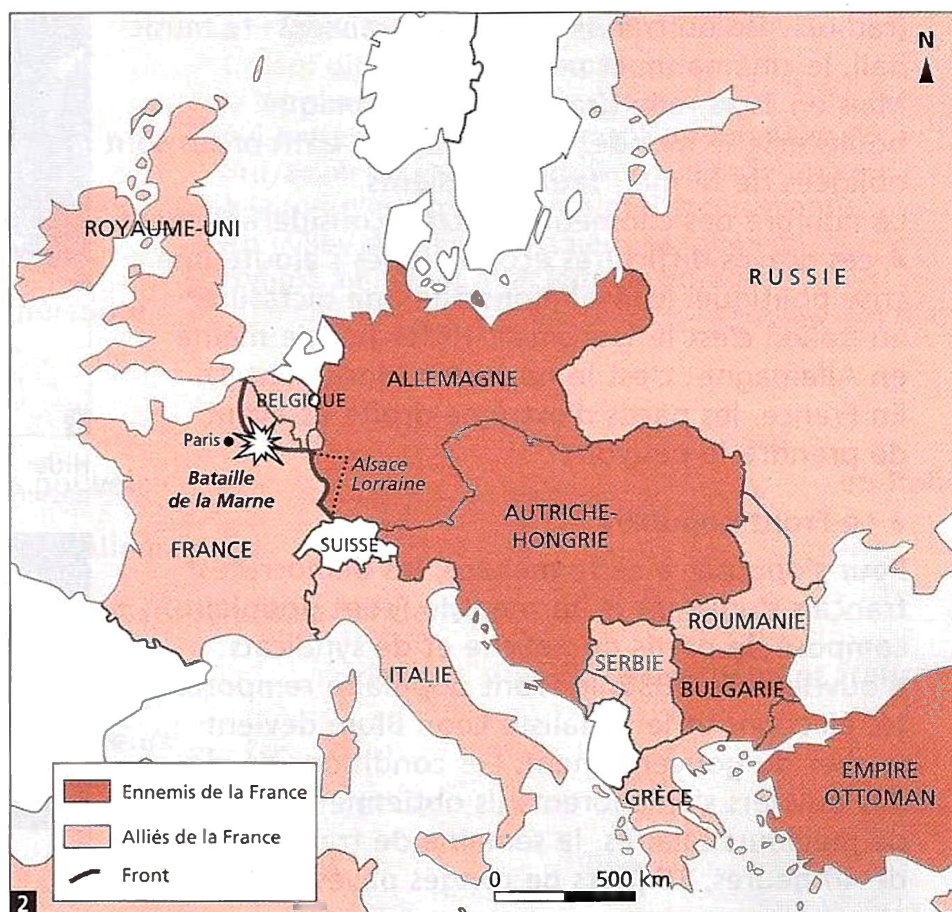 N
ROYAUME-UNI
RUSSIE
ALLEMAGNE
BELGIQUE
Paris
Bataille
de la Marne
Alsace
Lorraine
AUTRICHE-
HONGRIE
FRANCE
SUISSE
ROUMANIE
SERBIE
ITALIE
BULGARIE
GRÈCE
EMPIRE
OTTOMAN
Ennemis de la France
Alliés de la France
Front
0 500 km
2